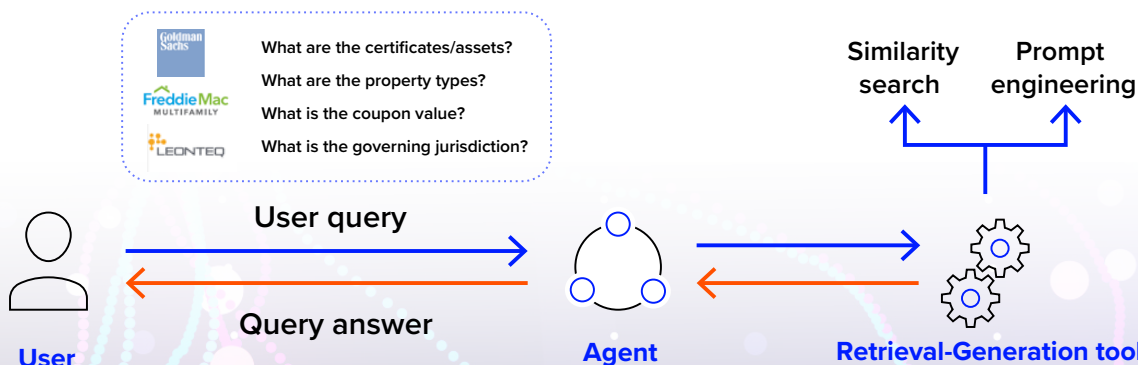 Goldman
Sachs
What are the certificates/assets?
What are the property types?
FreddieMac
MULTIFAMILY
What is the coupon value?
LEONTEQ
What is the governing jurisdiction?
Similarity
search
Prompt
engineering
User query
Query answer
User
Agent
Retrieval-Generation tool